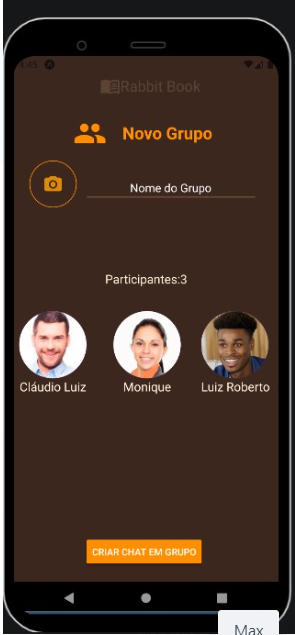 1:45
Rabbit Book
Novo Grupo
Nome do Grupo
Participantes:3
Cláudio Luiz Monique Luiz Roberto
CRIAR CHAT EM GRUPO
Max